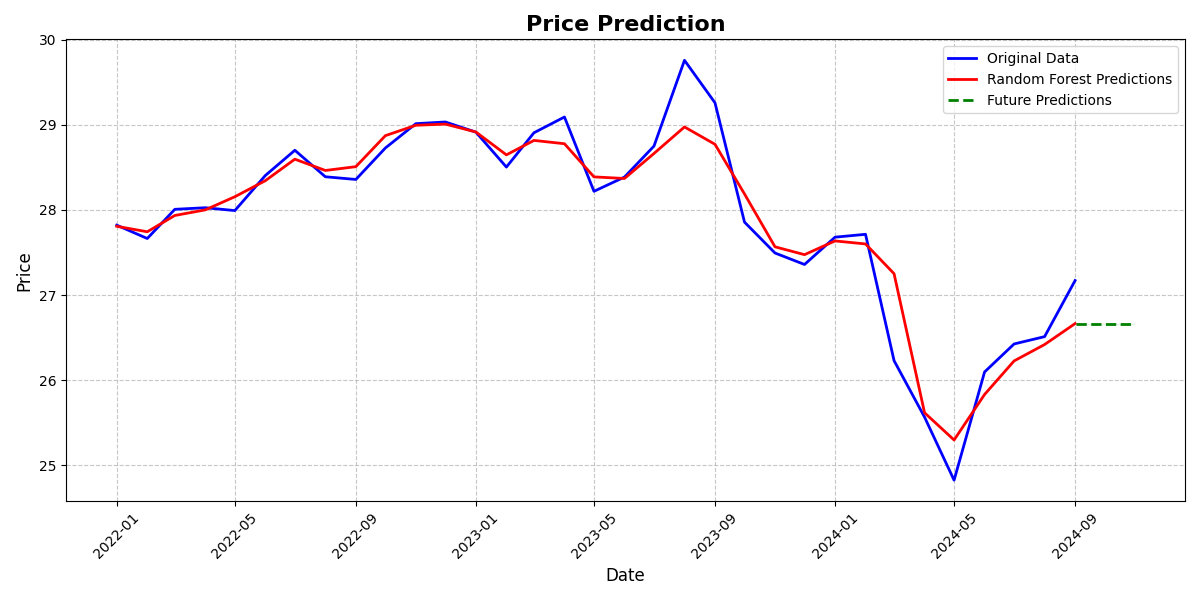 Price Prediction
Original Data
Random Forest Predictions
Future Predictions
Price
30
29
28
27
26
25
2022-01
2022-05
2022-09
2023-01
2023-05
2023-09
2024-01
2024-05
2024-09
Date